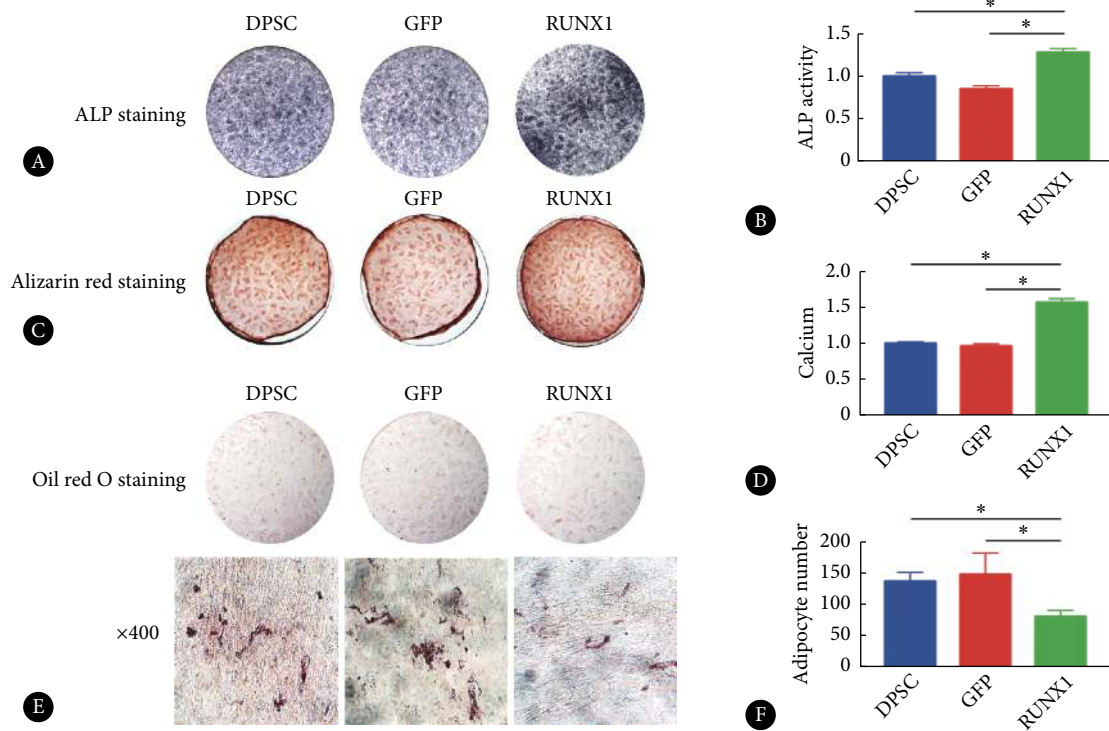 DPSC GFP RUNX1
ALP staining
A
DPSC GFP RUNX1
Alizarin red staining
C
DPSC GFP RUNX1
Oil red O staining
×400
E
* *
ALP activity
1.5
1.0
0.5
0
DPSC GFP RUNX1
B
* *
Calcium
2.0
1.5
1.0
0.5
0
DPSC GFP RUNX1
D
* *
Adipocyte number
200
150
100
50
0
DPSC GFP RUNX1
F